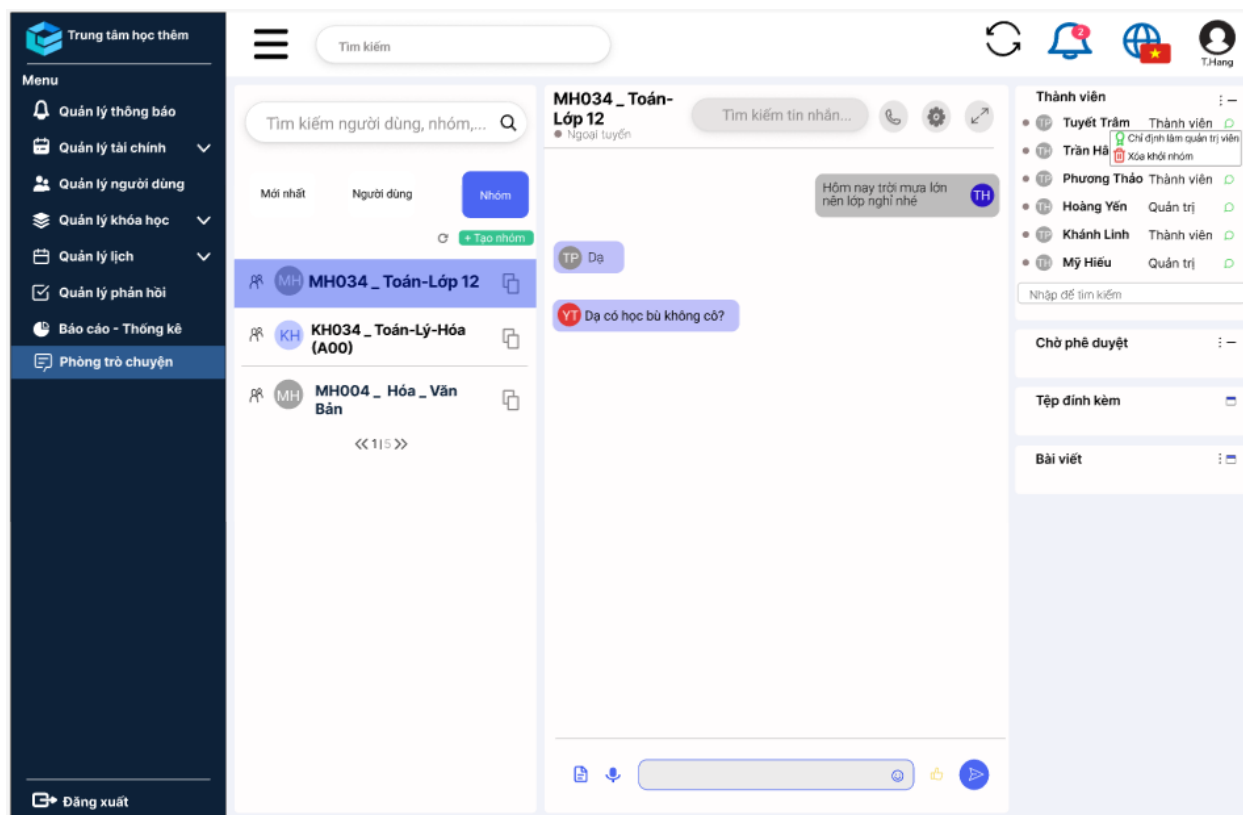 Trung tâm học thêm
Menu
Quản lý thông báo
Quản lý tài chính
Quản lý người dùng
Quản lý khóa học
Quản lý lịch
Quản lý phản hồi
Báo cáo - Thống kê
Phòng trò chuyện
Đăng xuất
Tìm kiếm
2
T.Hang
Tìm kiếm người dùng, nhóm,...
Mới nhất
Người dùng
Nhóm
+ Tạo nhóm
MH MH034 _ Toán-Lớp 12
KH KH034 _ Toán-Lý-Hóa
(A00)
MH MH004 _ Hóa _ Văn
Bản
1|5
MH034 _ Toán-
Lớp 12
Ngoại tuyến
Tìm kiếm tin nhắn...
Hôm nay trời mưa lớn
nên lớp nghỉ nhé
TH
TP Dạ
YT Dạ có học bù không cô?
Thành viên
TP Tuyết Trâm Thành viên
Chỉ định làm quản trị viên
TH Trần Hâ
Xóa khỏi nhóm
TP Phương Thảo Thành viên
TH Hoàng Yến Quản trị
TP Khánh Linh Thành viên
TH Mỹ Hiếu Quản trị
Nhập để tìm kiếm
Chờ phê duyệt
Tệp đính kèm
Bài viết